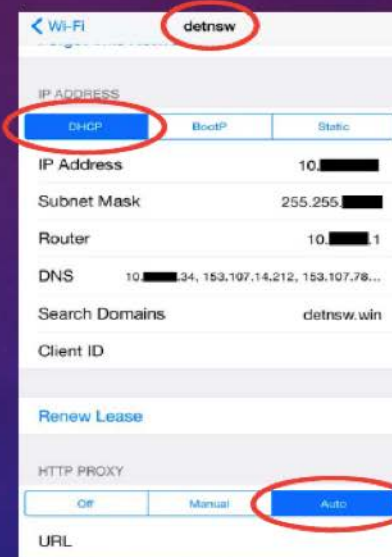 Wi-Fi detnsw
IP ADDRESS
DHCP BootP Static
IP Address 10.
Subnet Mask 255.255.
Router 10. .1
DNS 10. .34, 153.107.14.212, 153.107.78...
Search Domains detnsw.win
Client ID
Renew Lease
HTTP PROXY
Off Manual Auto
URL